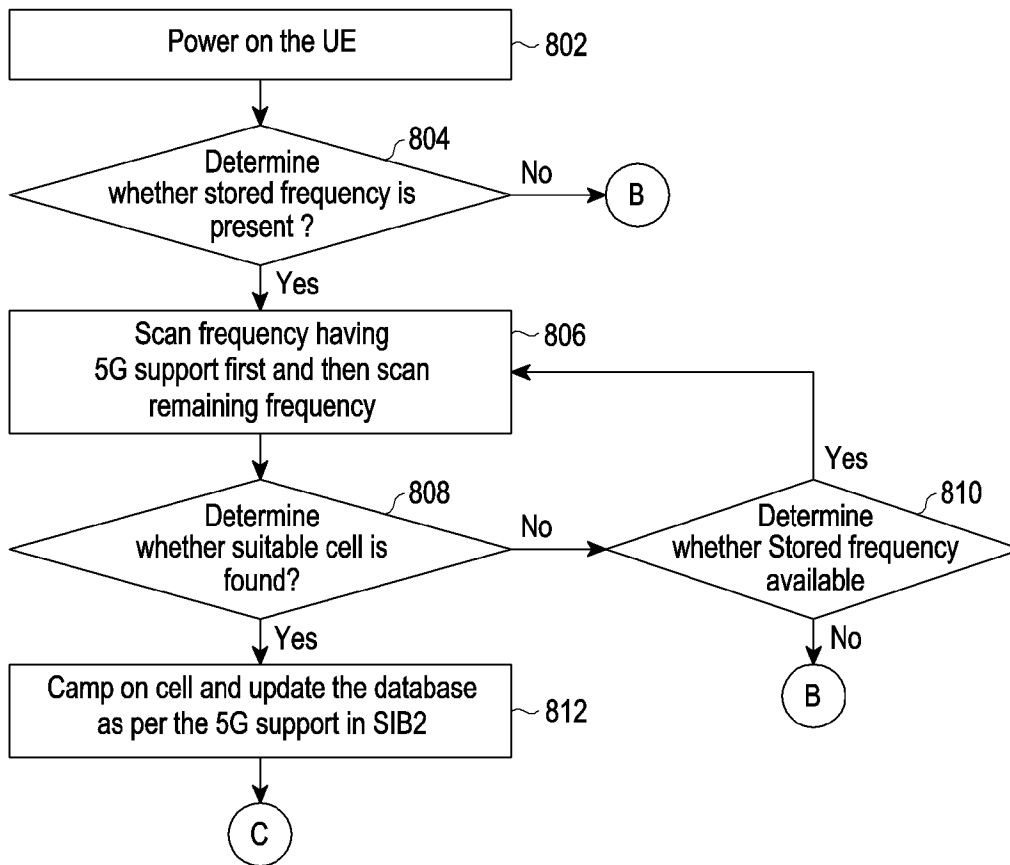 Power on the UE
802
804
Determine
whether stored frequency is
present ?
No
B
Yes
Scan frequency having
5G support first and then scan
remaining frequency
806
Yes
808
810
Determine
whether suitable cell is
found?
No
Determine
whether Stored frequency
available
Yes
No
Camp on cell and update the database
as per the 5G support in SIB2
812
B
C